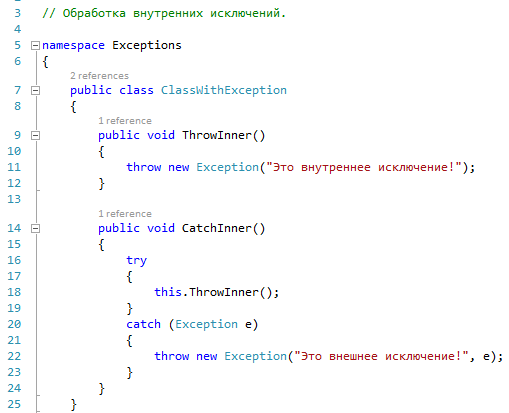 3 // Обработка внутренних исключений.
4
5 namespace Exceptions
6 {
2 references
7 public class ClassWithException
8 {
1 reference
9 public void ThrowInner()
10 {
11 throw new Exception("Это внутреннее исключение!");
12 }
13
1 reference
14 public void CatchInner()
15 {
16 try
17 {
18 this.ThrowInner();
19 }
20 catch (Exception e)
21 {
22 throw new Exception("Это внешнее исключение!", e);
23 }
24 }
25 }